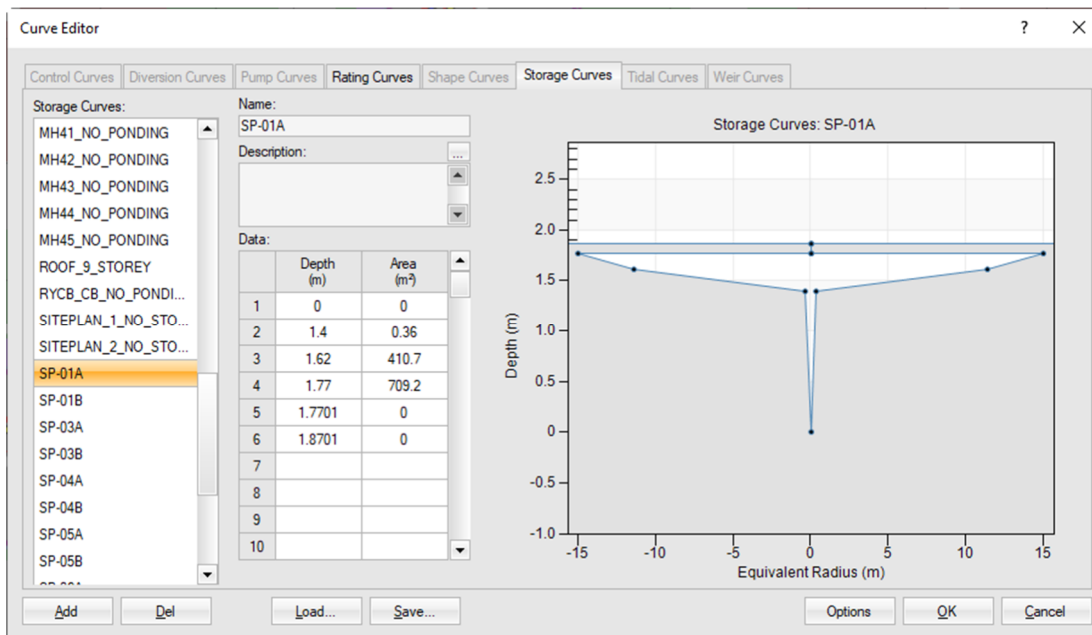 Curve Editor
?
Control Curves Diversion Curves Pump Curves Rating Curves Shape Curves Storage Curves Tidal Curves Weir Curves
Storage Curves:
MH41_NO_PONDING
MH42_NO_PONDING
MH43_NO_PONDING
MH44_NO_PONDING
MH45_NO_PONDING
ROOF_9_STOREY
RYCB_CB_NO_PONDI...
SITEPLAN_1_NO_STO...
SITEPLAN_2_NO_STO...
SP-01A
SP-01B
SP-03A
SP-03B
SP-04A
SP-04B
SP-05A
SP-05B
Name:
SP-01A
Description:
...
Data:
Depth (m) Area (m²)
1 0 0
2 1.4 0.36
3 1.62 410.7
4 1.77 709.2
5 1.7701 0
6 1.8701 0
7
8
9
10
Storage Curves: SP-01A
Depth (m)
2.5
2.0
1.5
1.0
0.5
0
-0.5
-1.0
-15 -10 -5 0 5 10 15
Equivalent Radius (m)
Add Del Load... Save... Options OK Cancel